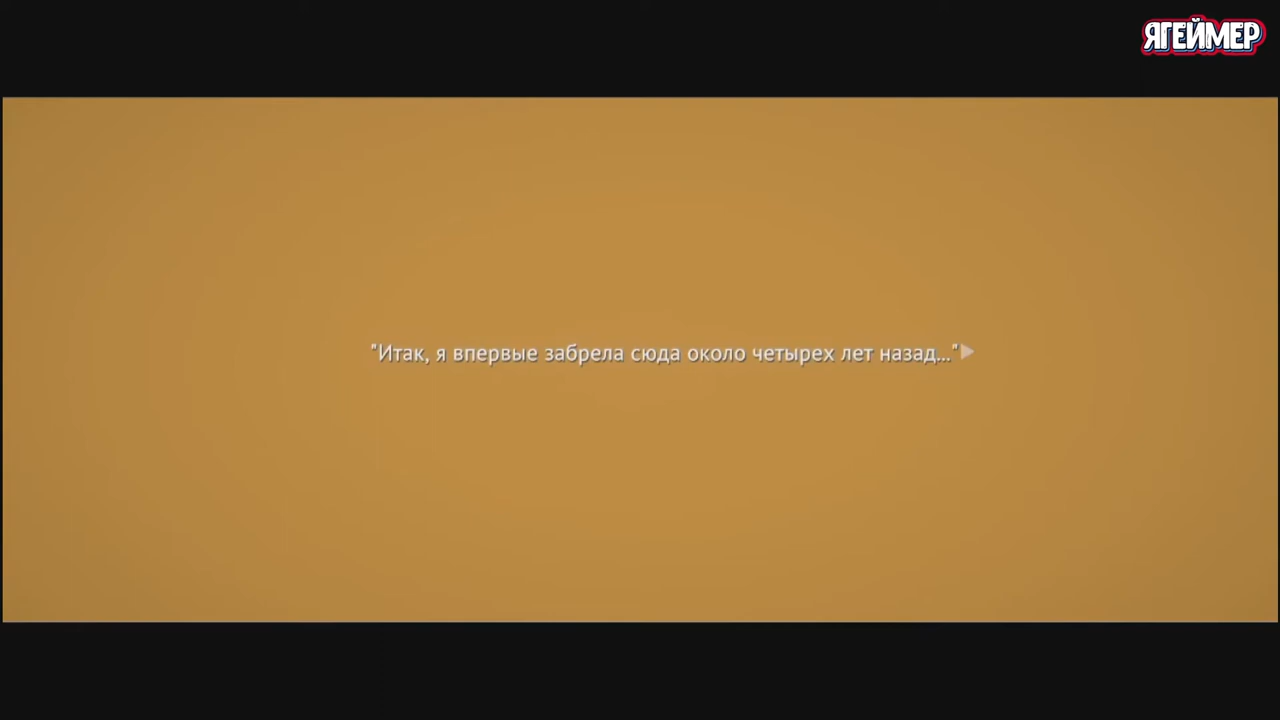 ЯГЕЙМЕР
"Итак, я впервые забрела сюда около четырех лет назад..."